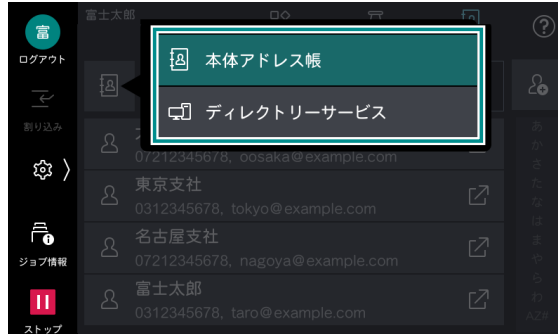 富
ログアウト
割り込み
ジョブ情報
ストップ
富士太郎
本体アドレス帳
ディレクトリーサービス
07212345678, oosaka@example.com
東京支社
0312345678, tokyo@example.com
名古屋支社
07212345678, nagoya@example.com
富士太郎
0312345678, taro@example.com
あ
か
さ
た
な
は
ま
や
ら
わ
AZ#